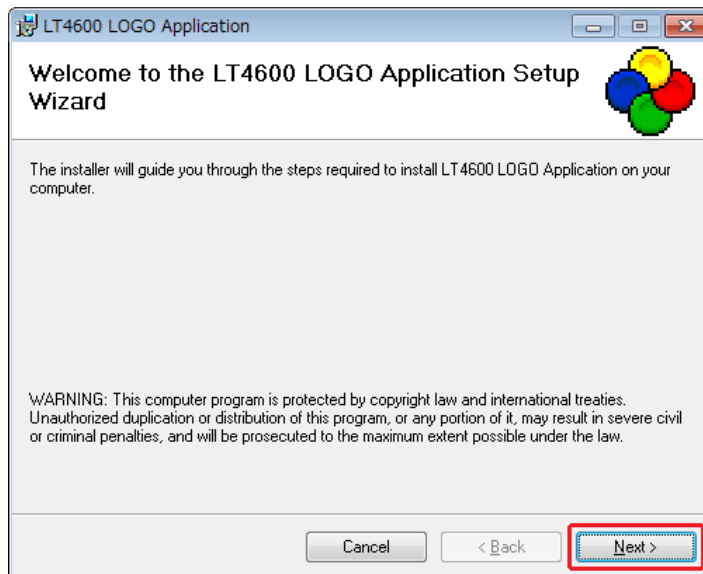 LT4600 LOGO Application
Welcome to the LT4600 LOGO Application Setup
Wizard
The installer will guide you through the steps required to install LT4600 LOGO Application on your
computer.
WARNING: This computer program is protected by copyright law and international treaties.
Unauthorized duplication or distribution of this program, or any portion of it, may result in severe civil
or criminal penalties, and will be prosecuted to the maximum extent possible under the law.
Cancel < Back Next >